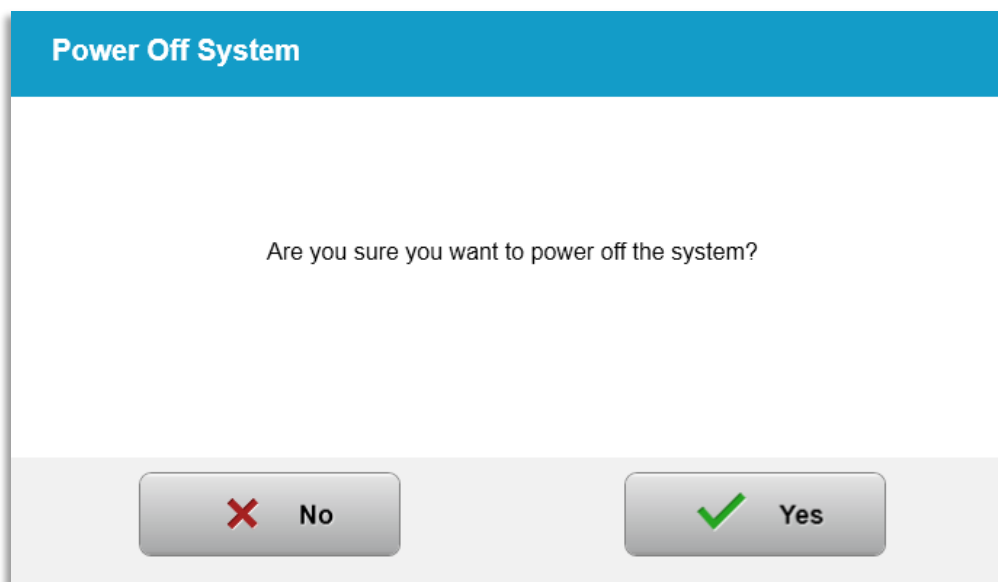 Power Off System
Are you sure you want to power off the system?
No
Yes